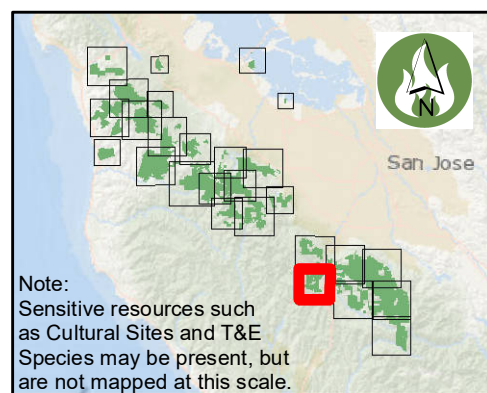 N
San Jose
Note:
Sensitive resources such
as Cultural Sites and T&E
Species may be present, but
are not mapped at this scale.